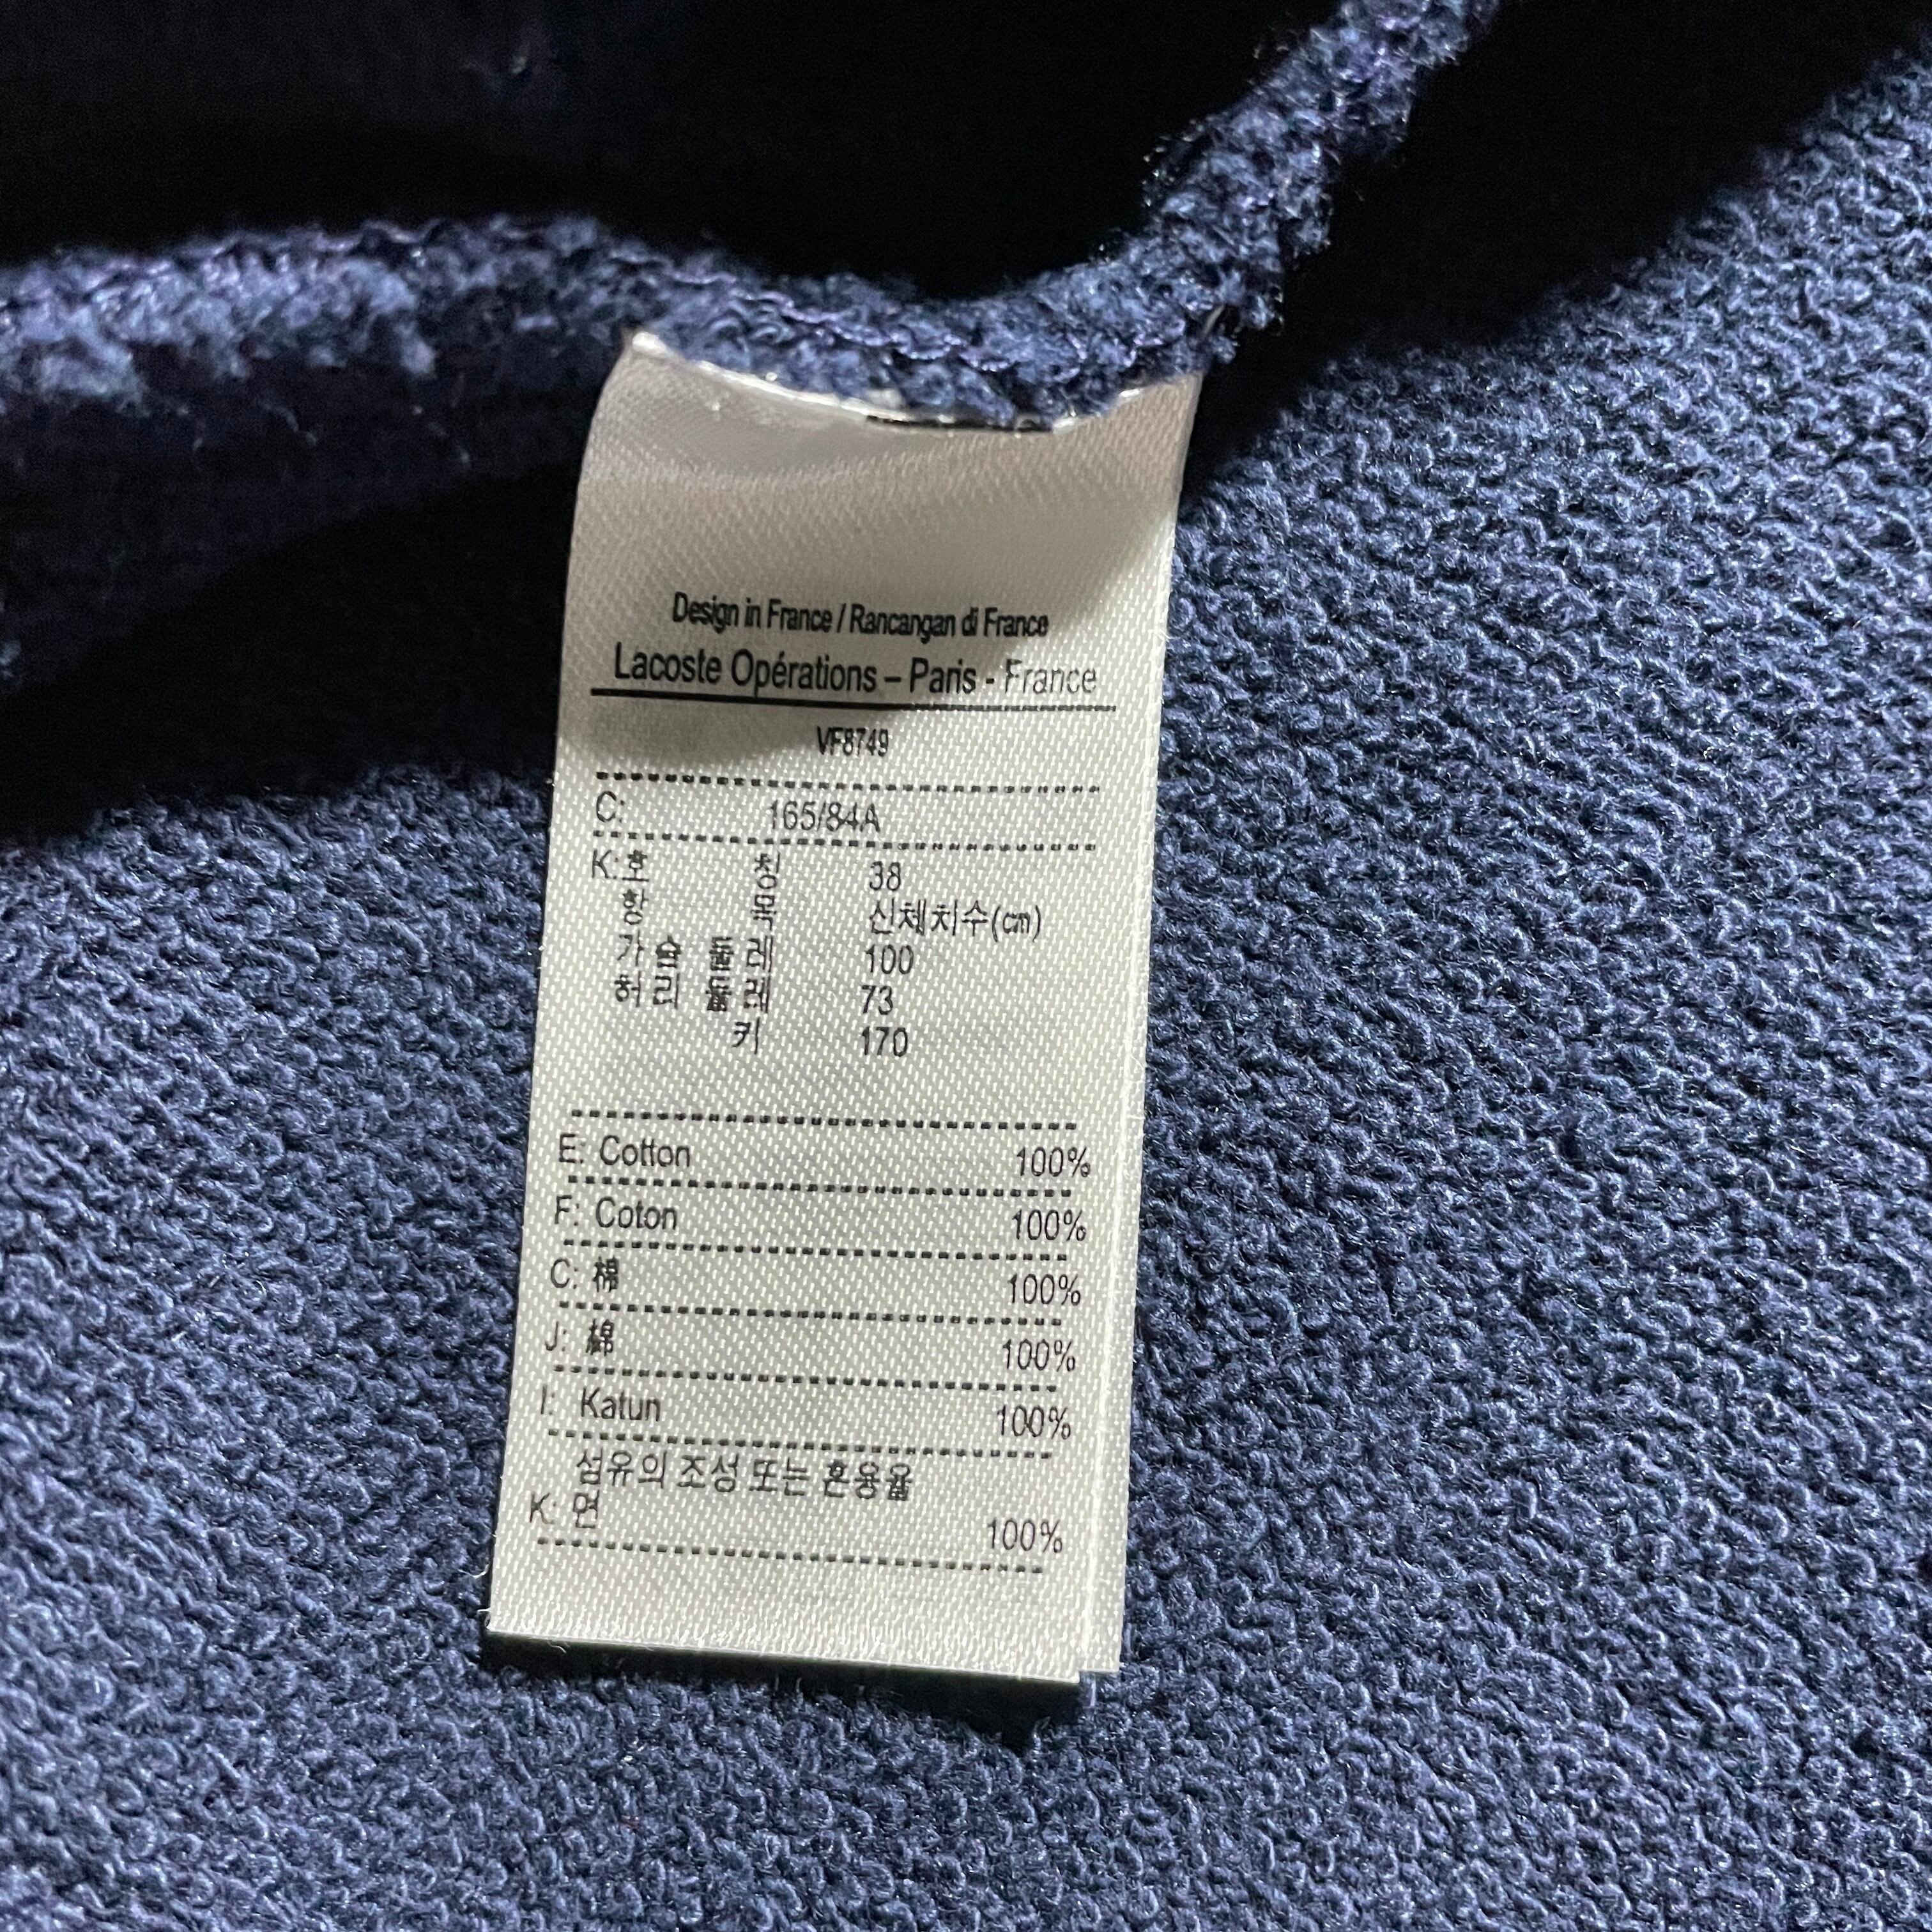 Design in France / Rancangan di France
Lacoste Opérations – Paris - France
VF8749
C: 165/84A
K: 호 칭 38
항 목 신체치수(cm)
가슴 둘레 100
허리 둘레 73
키 170
E: Cotton 100%
F: Coton 100%
C: 棉 100%
J: 綿 100%
I: Katun 100%
섬유의 조성 또는 혼용율
K: 면 100%